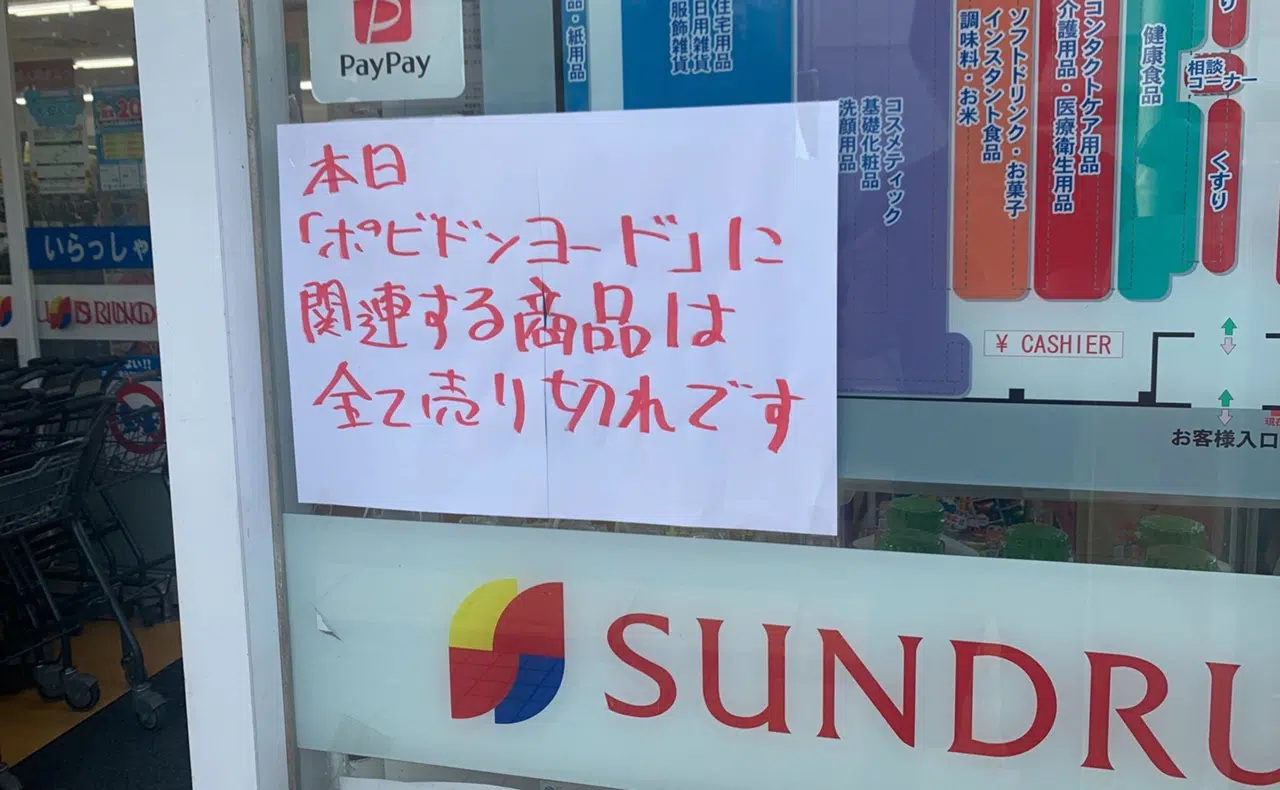 PayPay
本日
「ポビドンヨード」に
関連する商品は
全て売り切れです
いらっしゃ
SUND
品・紙用品
服飾雑貨
日用雑貨
住宅用品
洗顔用品
基礎化粧品
コスメティック
調味料・お米
インスタント食品
ソフトドリンク・お菓子
介護用品・医療衛生用品
コンタクトケア用品
健康食品
相談
コーナー
くすり
¥ CASHIER
お客様入口
SUNDRU